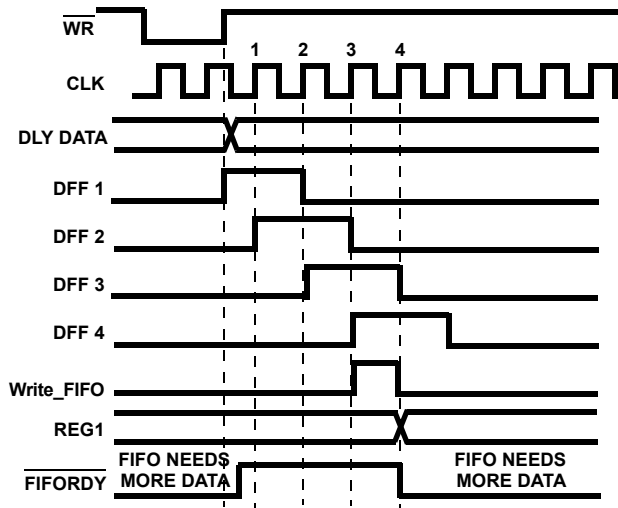 WR
1 2 3 4
CLK
DLY DATA
DFF 1
DFF 2
DFF 3
DFF 4
Write_FIFO
REG1
FIFO NEEDS
MORE DATA
FIFO NEEDS
MORE DATA
FIFORDY